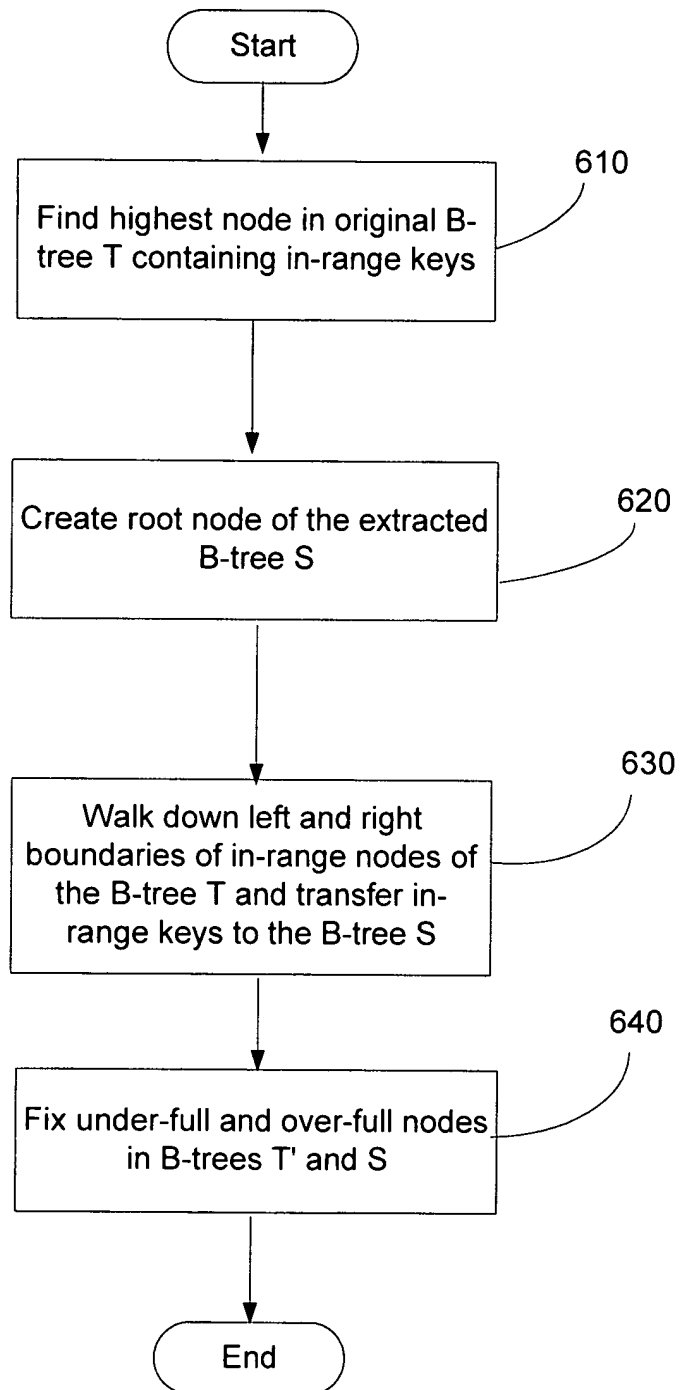 Start
610
Find highest node in original B-
tree T containing in-range keys
620
Create root node of the extracted
B-tree S
630
Walk down left and right
boundaries of in-range nodes of
the B-tree T and transfer in-
range keys to the B-tree S
640
Fix under-full and over-full nodes
in B-trees T' and S
End